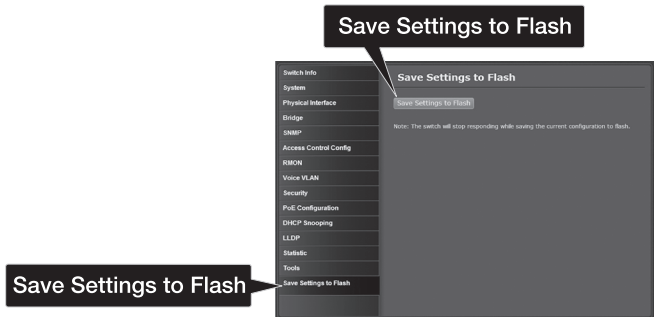 Save Settings to Flash
Switch Info
System
Physical Interface
Bridge
SNMP
Access Control Config
RMON
Voice VLAN
Security
PoE Configuration
DHCP Snooping
LLDP
Statistic
Tools
Save Settings to Flash
Save Settings to Flash
Save Settings to Flash
Note: The switch will stop responding while saving the current configuration to flash.
Save Settings to Flash